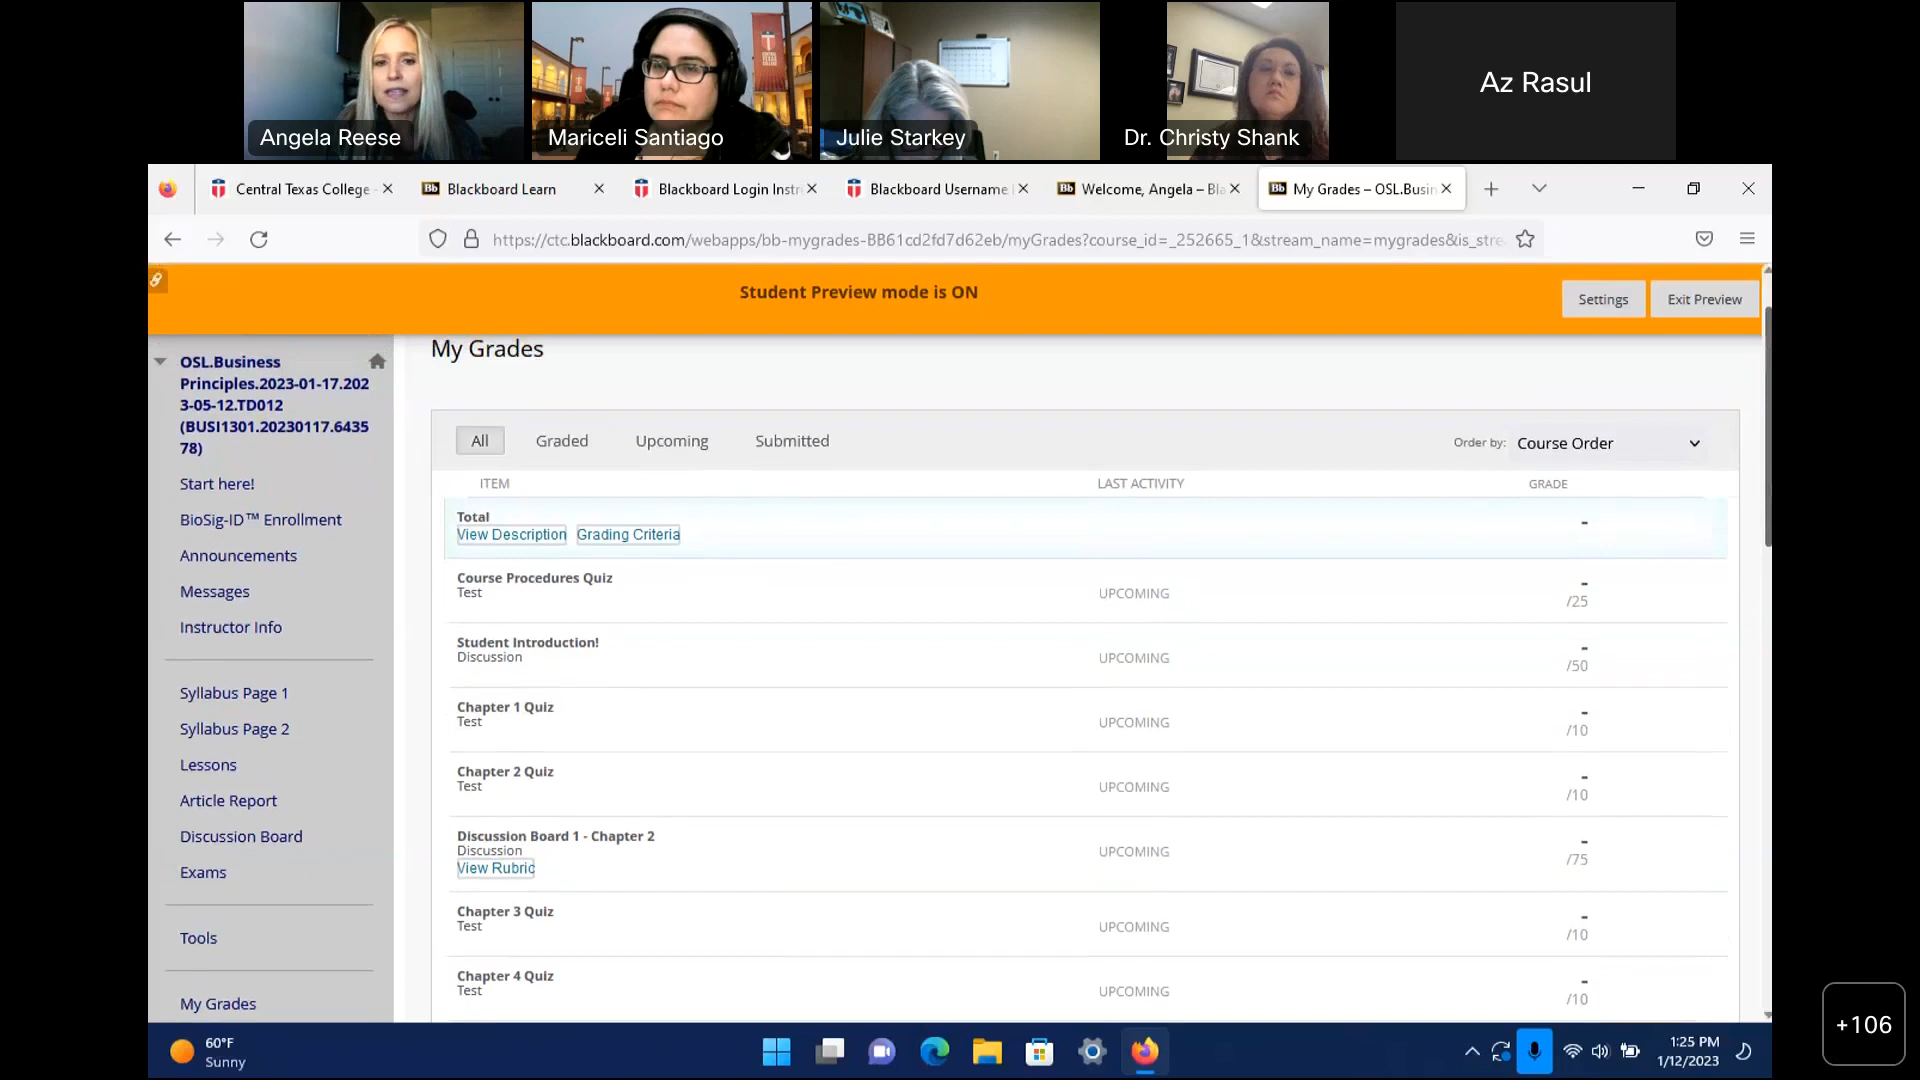 Angela Reese
Mariceli Santiago
Julie Starkey
Dr. Christy Shank
Az Rasul
Central Texas College -
Bb Blackboard Learn
Blackboard Login Instr
Blackboard Username
Bb Welcome, Angela – Bla
Bb My Grades – OSL.Busin
https://ctc.blackboard.com/webapps/bb-mygrades-BB61cd2fd7d62eb/myGrades?course_id=_252665_1&stream_name=mygrades&is_stre
Student Preview mode is ON
Settings
Exit Preview
OSL.Business
Principles.2023-01-17.202
3-05-12.TD012
(BUSI1301.20230117.6435
78)
Start here!
BioSig-ID™ Enrollment
Announcements
Messages
Instructor Info
Syllabus Page 1
Syllabus Page 2
Lessons
Article Report
Discussion Board
Exams
Tools
My Grades
My Grades
All Graded Upcoming Submitted
Order by: Course Order
ITEM LAST ACTIVITY GRADE
Total
-
View Description Grading Criteria
Course Procedures Quiz
-
Test
UPCOMING
/25
Student Introduction!
-
Discussion
UPCOMING
/50
Chapter 1 Quiz
-
Test
UPCOMING
/10
Chapter 2 Quiz
-
Test
UPCOMING
/10
Discussion Board 1 - Chapter 2
-
Discussion
UPCOMING
/75
View Rubric
Chapter 3 Quiz
-
Test
UPCOMING
/10
Chapter 4 Quiz
-
Test
UPCOMING
/10
+106
60°F
Sunny
1:25 PM
1/12/2023